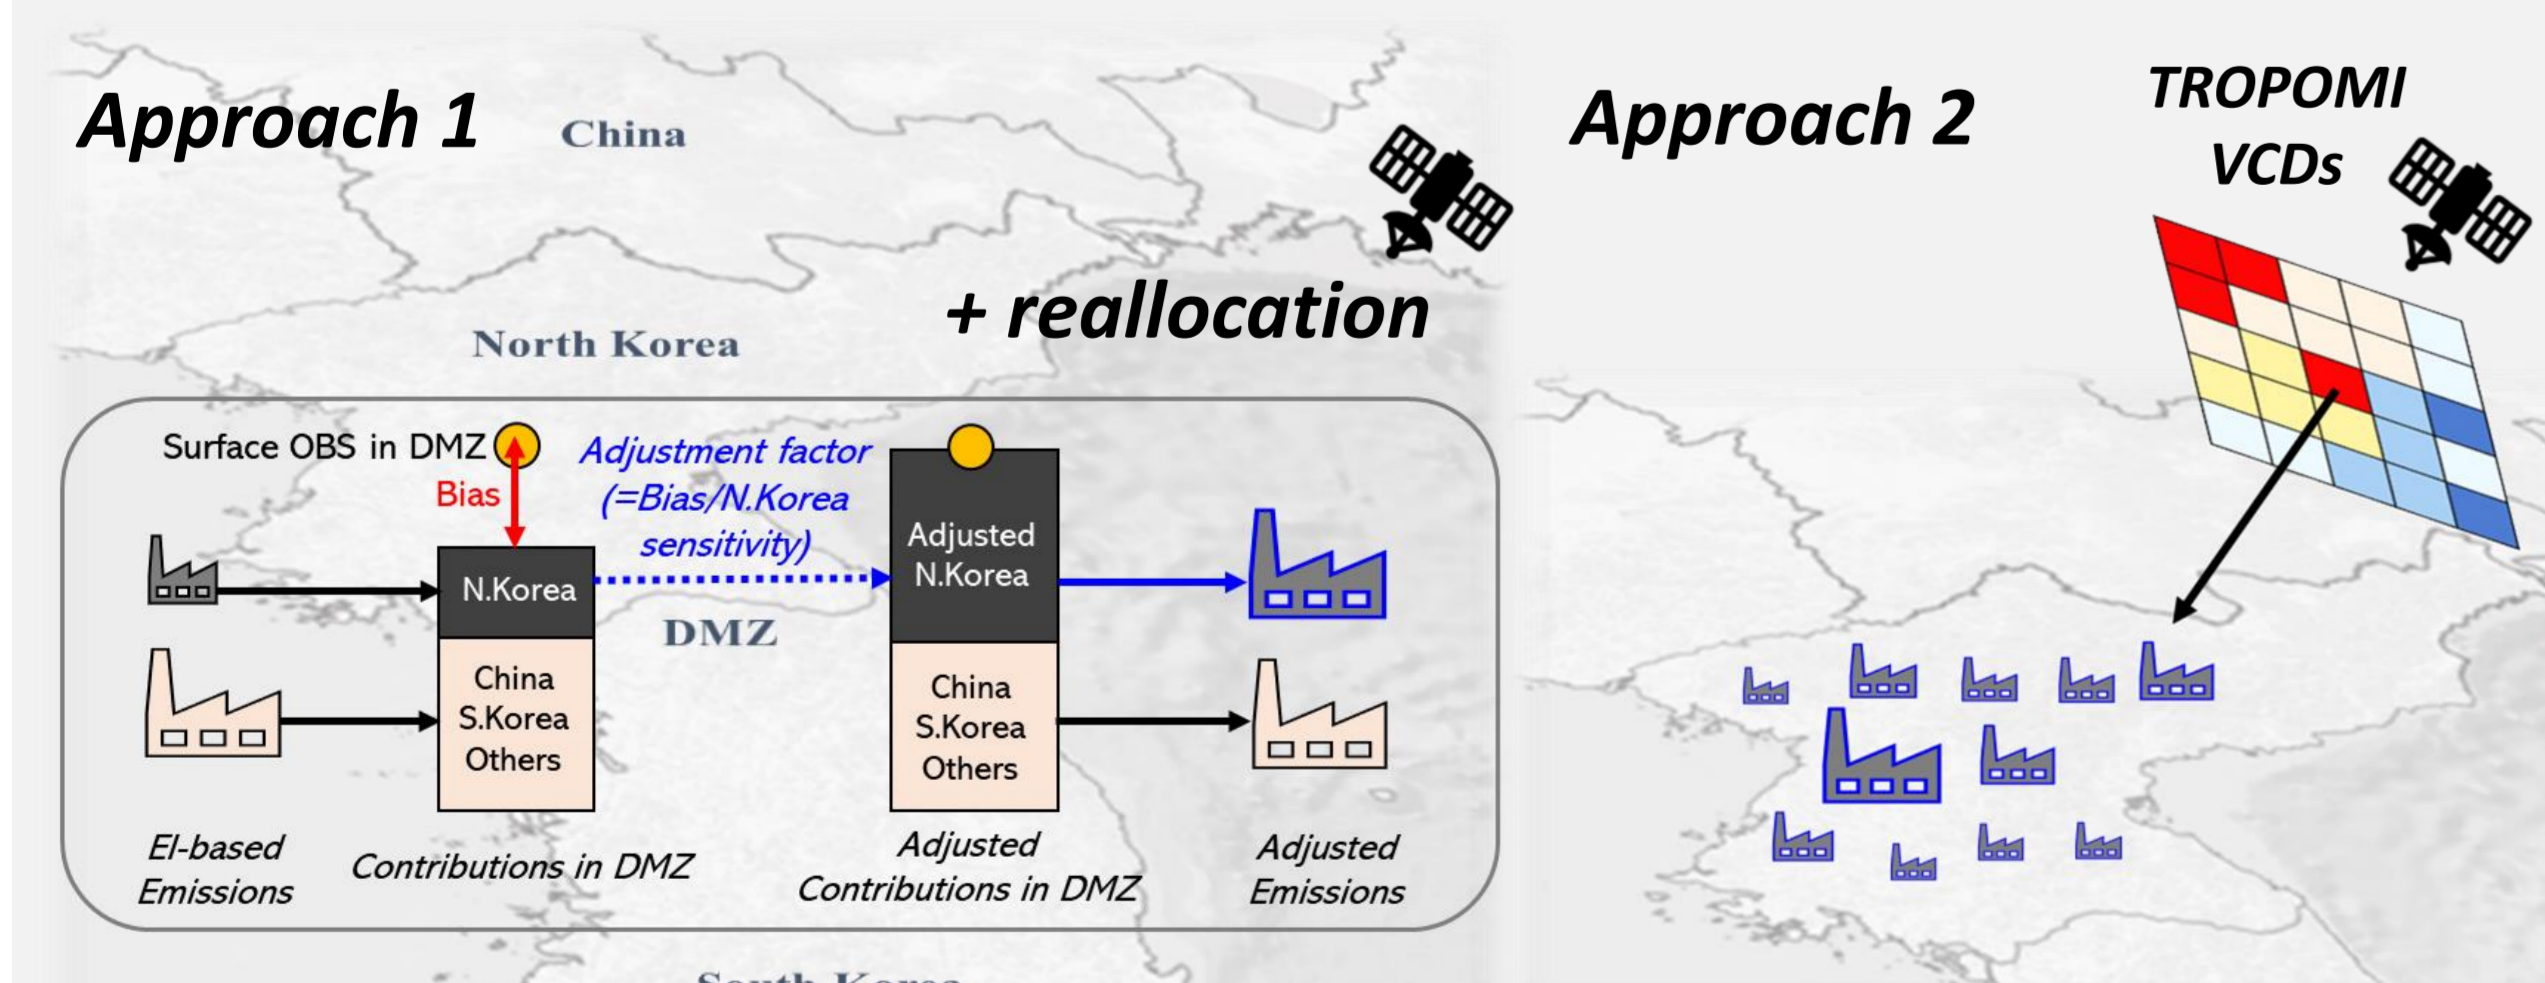 Approach 1
China
+ reallocation
North Korea
Surface OBS in DMZ
Bias
Adjustment factor
(=Bias/N.Korea
sensitivity)
N.Korea
China
S.Korea
Others
DMZ
Adjusted
N.Korea
China
S.Korea
Others
EI-based
Emissions
Contributions in DMZ
Adjusted
Contributions in DMZ
Adjusted
Emissions
South Korea
Approach 2
TROPOMI
VCDs